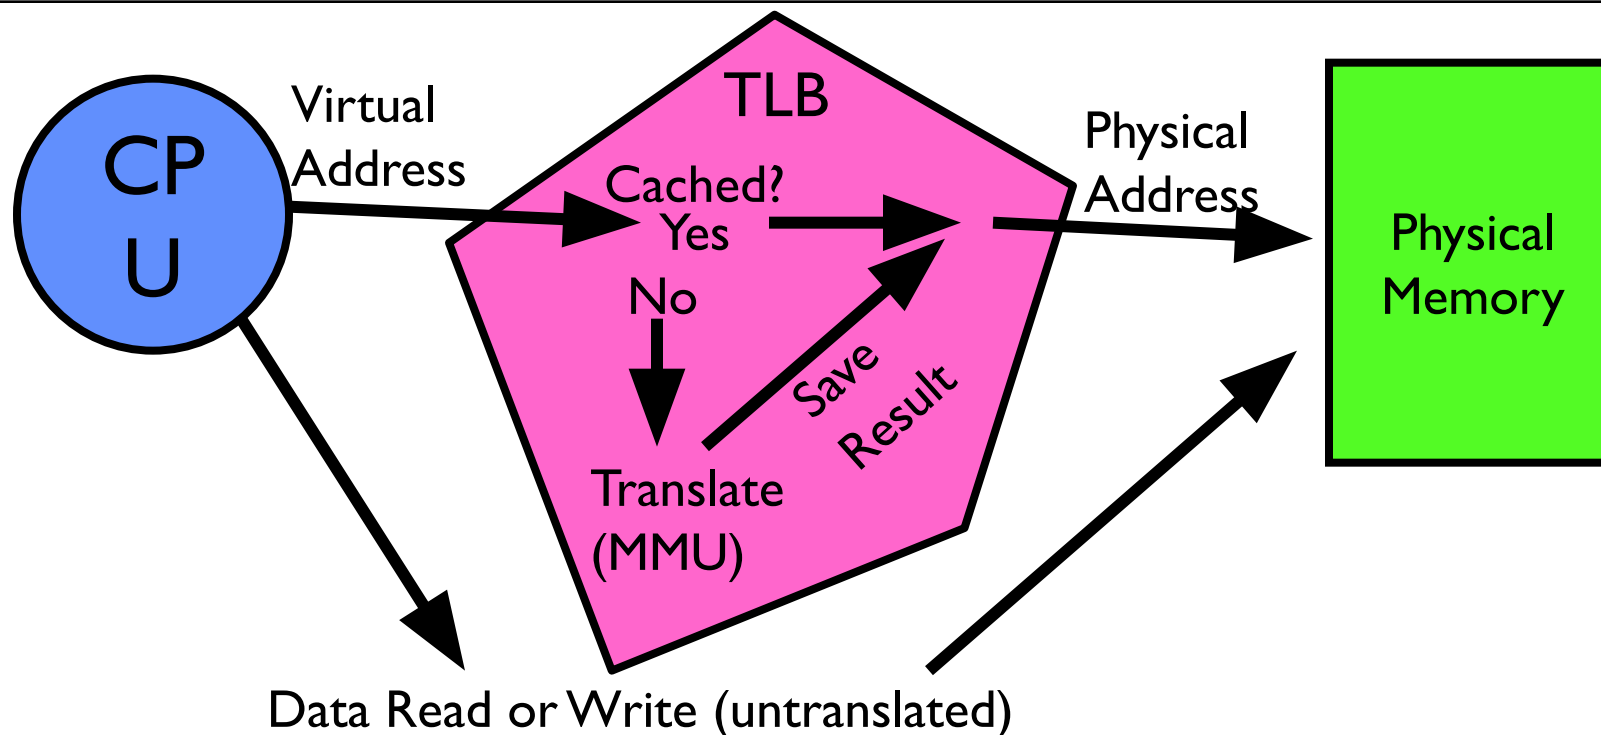 CP
U
Virtual
Address
TLB
Cached?
Yes
No
Save
Result
Translate
(MMU)
Physical
Address
Physical
Memory
Data Read or Write (untranslated)